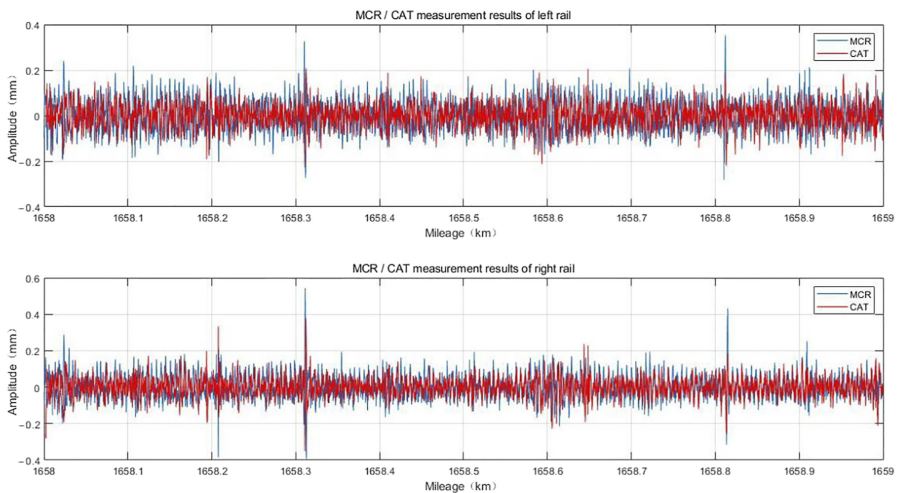 MCR / CAT measurement results of left rail
0.4
0.2
0
−0.2
−0.4
Amplitude（mm）
MCR
CAT
1658 1658.1 1658.2 1658.3 1658.4 1658.5 1658.6 1658.7 1658.8 1658.9 1659
Mileage（km）
MCR / CAT measurement results of right rail
0.6
0.4
0.2
0
−0.2
−0.4
Amplitude（mm）
MCR
CAT
1658 1658.1 1658.2 1658.3 1658.4 1658.5 1658.6 1658.7 1658.8 1658.9 1659
Mileage（km）